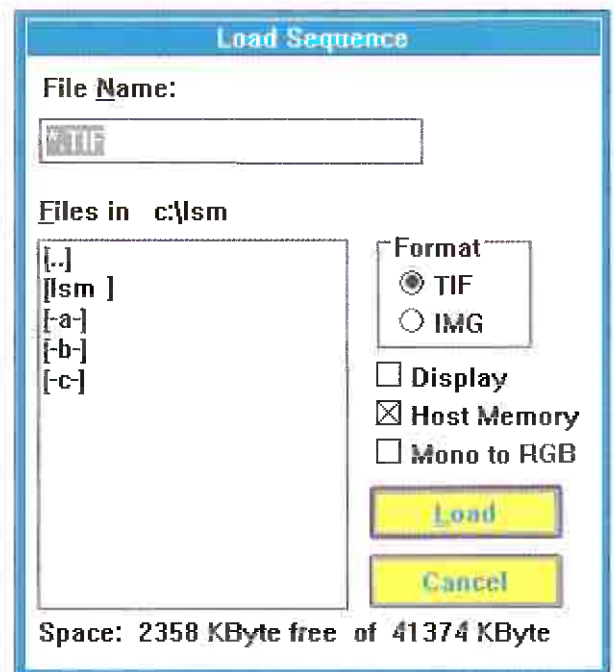 Load Sequence
File Name:
*.TIF
Files in c:\lsm
[..]
[lsm ]
[-a-]
[-b-]
[-c-]
Format
TIF
IMG
Display
Host Memory
Mono to RGB
Load
Cancel
Space: 2358 KByte free of 41374 KByte